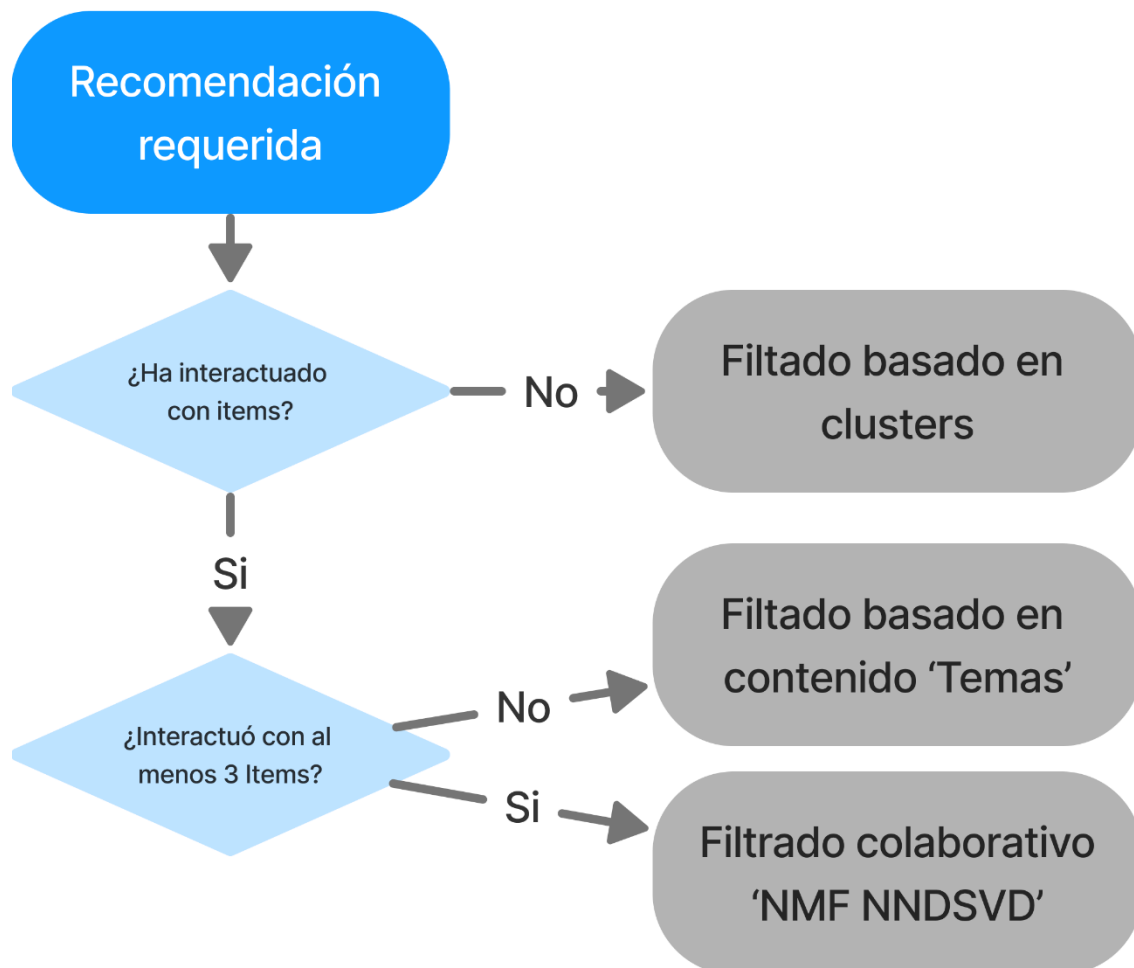 Recomendación
requerida
¿Ha interactuado
con items?
No
Filtado basado en
clusters
Si
¿Interactuó con al
menos 3 Items?
No
Filtado basado en
contenido ‘Temas’
Si
Filtrado colaborativo
‘NMF NNDSVD’